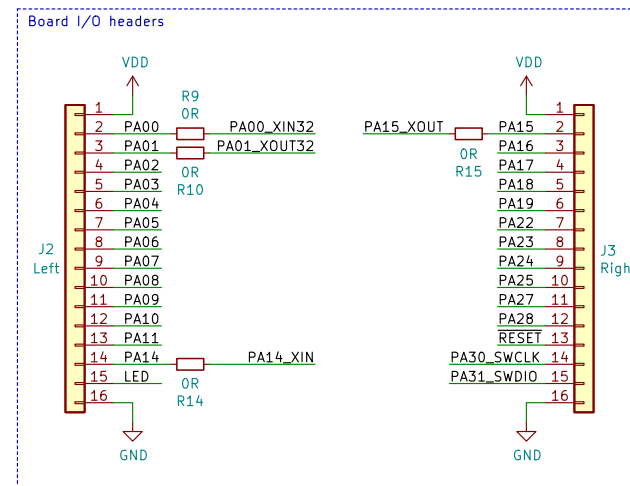 Board I/O headers
VDD
VDD
R9
0R
1
1
2 PA00 PA00_XIN32
PA15_XOUT PA15 2
3 PA01 PA01_XOUT32
PA16 3
4 PA02
0R
0R
PA17 4
R10
R15
5 PA03
PA18 5
6 PA04
PA19 6
7 PA05
PA22 7
J2
8 PA06
PA23 8
J3
Left
9 PA07
PA24 9
Righ
10 PA08
PA25 10
11 PA09
PA27 11
12 PA10
PA28 12
13 PA11
RESET 13
14 PA14 PA14_XIN
PA30_SWCLK 14
15 LED
0R
PA31_SWDIO 15
R14
16
16
GND
GND